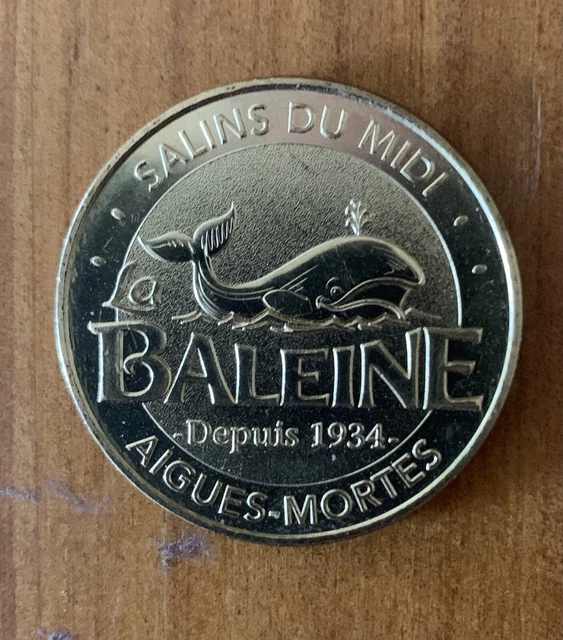 SALINS DU MIDI
La
BALEINE
-Depuis 1934-
AIGUES-MORTES